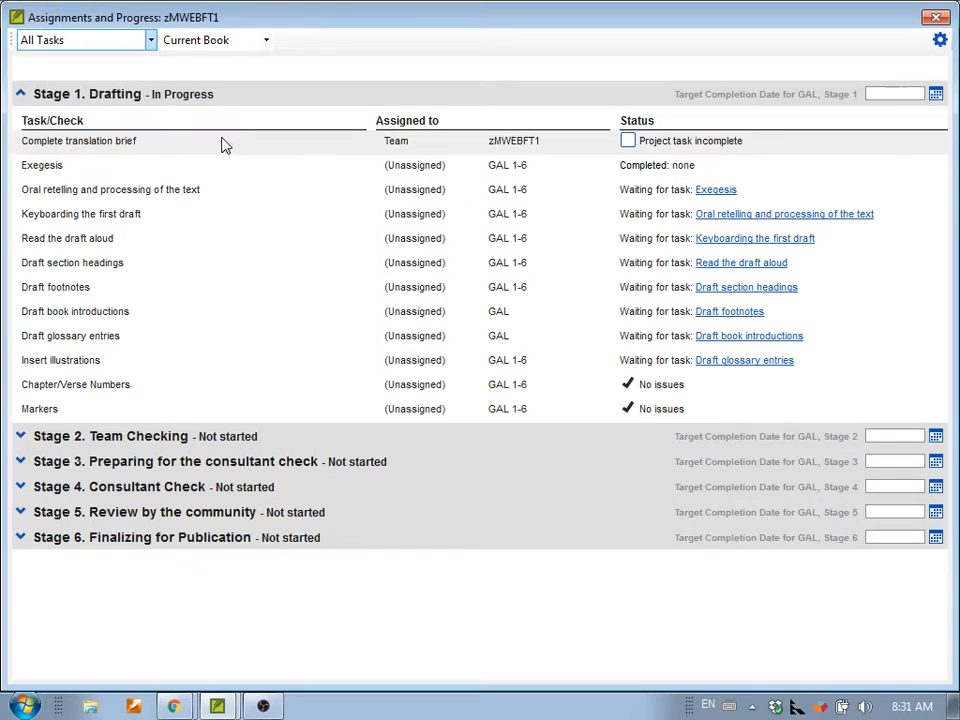 Assignments and Progress: zMWEBFT1
All Tasks Current Book
Stage 1. Drafting - In Progress Target Completion Date for GAL, Stage 1
Task/Check Assigned to Status
Complete translation brief Team zMWEBFT1 Project task incomplete
Exegesis (Unassigned) GAL 1-6 Completed: none
Oral retelling and processing of the text (Unassigned) GAL 1-6 Waiting for task: Exegesis
Keyboarding the first draft (Unassigned) GAL 1-6 Waiting for task: Oral retelling and processing of the text
Read the draft aloud (Unassigned) GAL 1-6 Waiting for task: Keyboarding the first draft
Draft section headings (Unassigned) GAL 1-6 Waiting for task: Read the draft aloud
Draft footnotes (Unassigned) GAL 1-6 Waiting for task: Draft section headings
Draft book introductions (Unassigned) GAL Waiting for task: Draft footnotes
Draft glossary entries (Unassigned) GAL Waiting for task: Draft book introductions
Insert illustrations (Unassigned) GAL 1-6 Waiting for task: Draft glossary entries
Chapter/Verse Numbers (Unassigned) GAL 1-6 No issues
Markers (Unassigned) GAL 1-6 No issues
Stage 2. Team Checking - Not started Target Completion Date for GAL, Stage 2
Stage 3. Preparing for the consultant check - Not started Target Completion Date for GAL, Stage 3
Stage 4. Consultant Check - Not started Target Completion Date for GAL, Stage 4
Stage 5. Review by the community - Not started Target Completion Date for GAL, Stage 5
Stage 6. Finalizing for Publication - Not started Target Completion Date for GAL, Stage 6
EN 8:31 AM